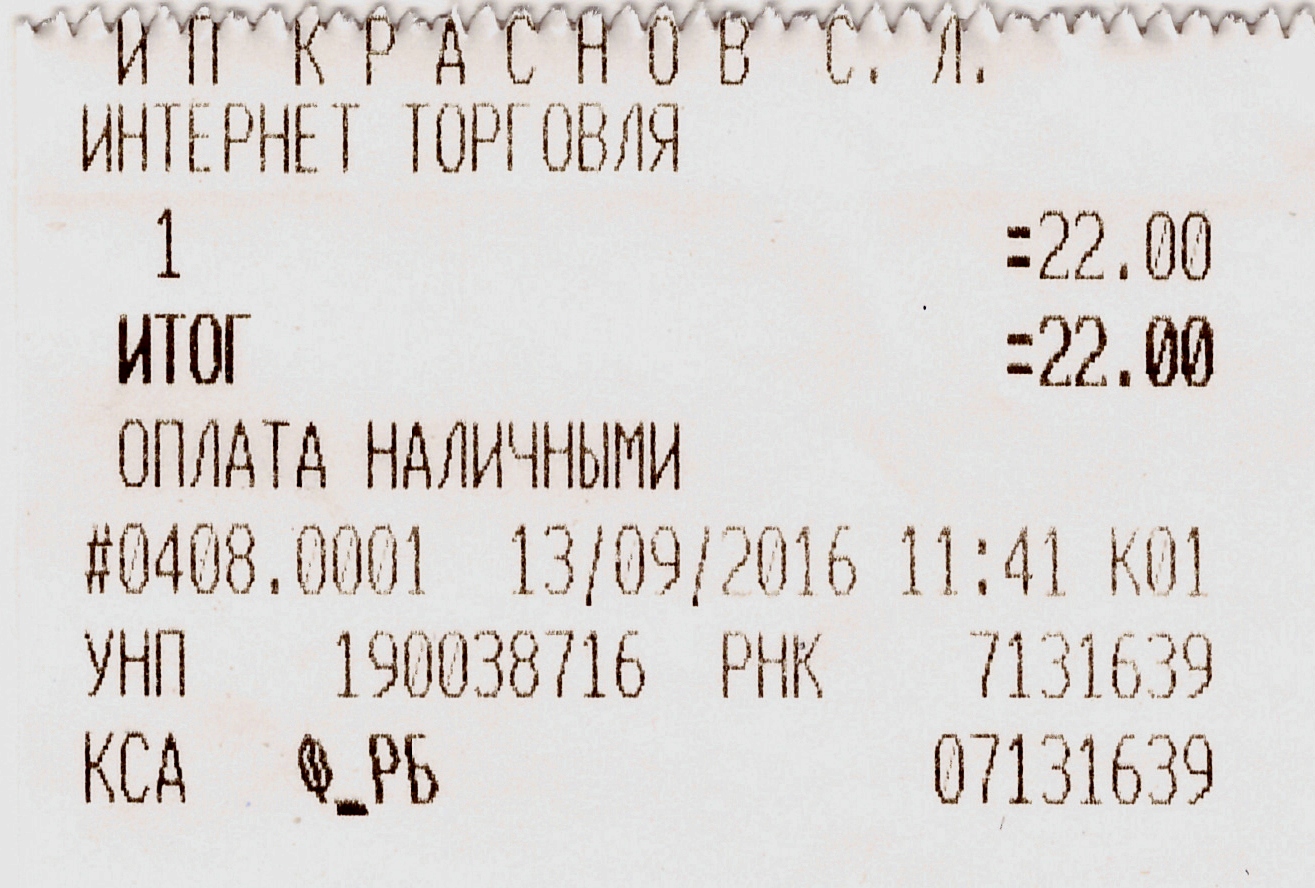 ИП КРАСНОВ С. Л.
ИНТЕРНЕТ ТОРГОВЛЯ
1 =22.00
ИТОГ =22.00
ОПЛАТА НАЛИЧНЫМИ
#0408.0001 13/09/2016 11:41 К01
УНП 190038716 РНК 7131639
КСА Ф_РБ 07131639